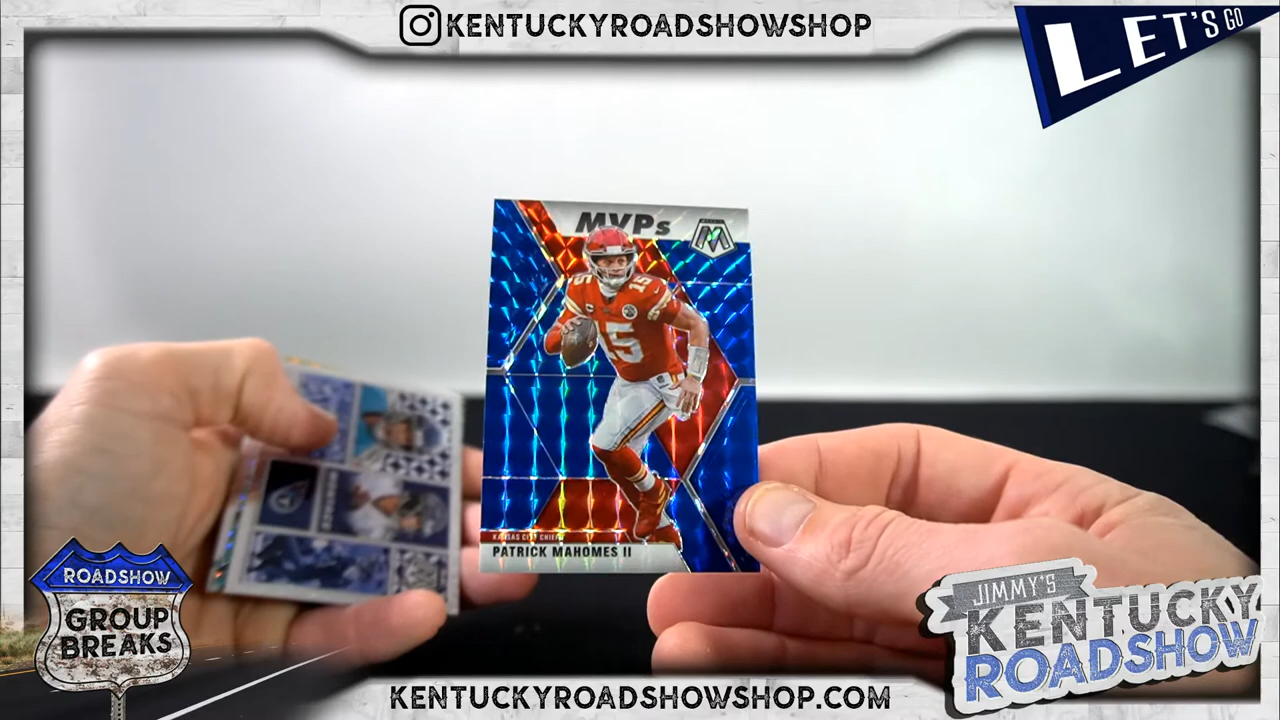 KENTUCKYROADSHOWSHOP
LET'S GO
MVPs
15
15
KANSAS CITY CHIEFS
PATRICK MAHOMES II
ROADSHOW
GROUP
BREAKS
JIMMY'S
KENTUCKY
ROADSHOW
KENTUCKYROADSHOWSHOP.COM